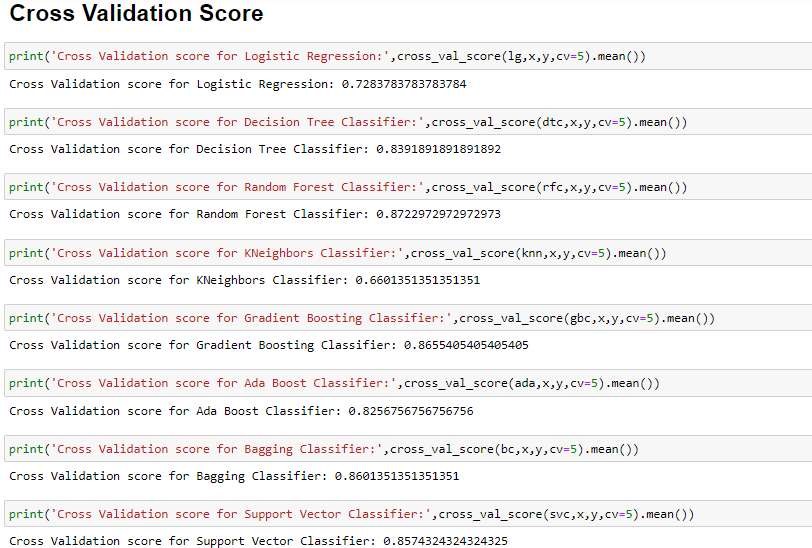 Cross Validation Score
print('Cross Validation score for Logistic Regression:',cross_val_score(lg,x,y,cv=5).mean())
Cross Validation score for Logistic Regression: 0.7283783783783784
print('Cross Validation score for Decision Tree Classifier:',cross_val_score(dtc,x,y,cv=5).mean())
Cross Validation score for Decision Tree Classifier: 0.8391891891891892
print('Cross Validation score for Random Forest Classifier:',cross_val_score(rfc,x,y,cv=5).mean())
Cross Validation score for Random Forest Classifier: 0.8722972972972973
print('Cross Validation score for KNeighbors Classifier:',cross_val_score(knn,x,y,cv=5).mean())
Cross Validation score for KNeighbors Classifier: 0.6601351351351351
print('Cross Validation score for Gradient Boosting Classifier:',cross_val_score(gbc,x,y,cv=5).mean())
Cross Validation score for Gradient Boosting Classifier: 0.8655405405405405
print('Cross Validation score for Ada Boost Classifier:',cross_val_score(ada,x,y,cv=5).mean())
Cross Validation score for Ada Boost Classifier: 0.8256756756756756
print('Cross Validation score for Bagging Classifier:',cross_val_score(bc,x,y,cv=5).mean())
Cross Validation score for Bagging Classifier: 0.8601351351351351
print('Cross Validation score for Support Vector Classifier:',cross_val_score(svc,x,y,cv=5).mean())
Cross Validation score for Support Vector Classifier: 0.8574324324324325